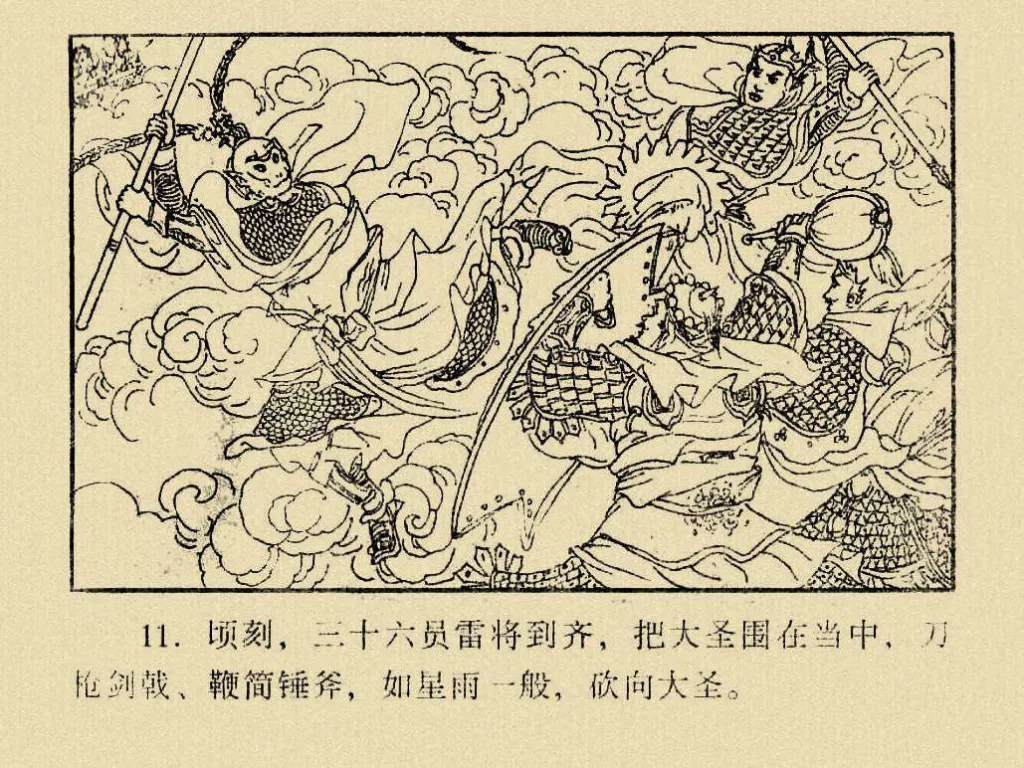 11. 顷刻，三十六员雷将到齐，把大圣围在当中，刀
枪剑戟、鞭简锤斧，如星雨一般，砍向大圣。